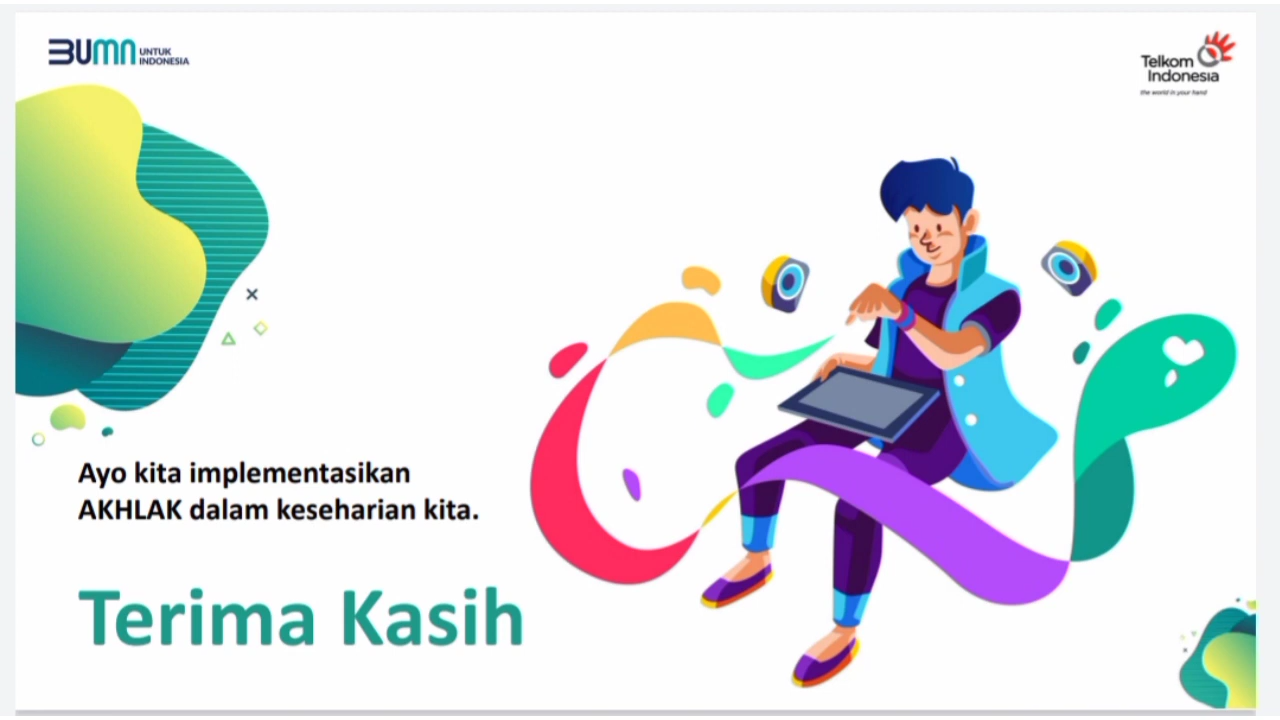 BUMN UNTUK
INDONESIA
Telkom
Indonesia
the world in your hand
Ayo kita implementasikan
AKHLAK dalam keseharian kita.
Terima Kasih